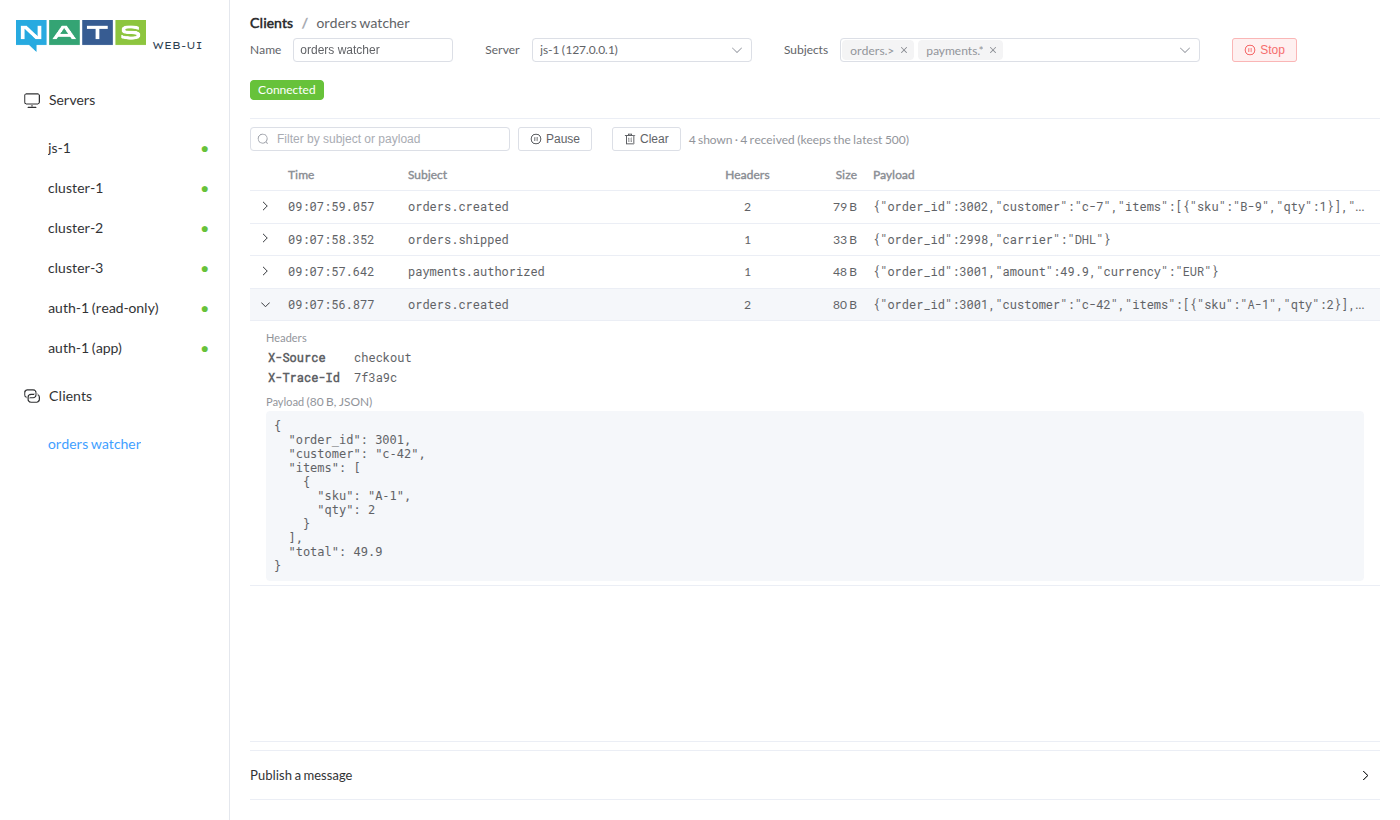 NATS WEB-UI
Servers
js-1
cluster-1
cluster-2
cluster-3
auth-1 (read-only)
auth-1 (app)
Clients
orders watcher
Clients / orders watcher
Name orders watcher Server js-1 (127.0.0.1) Subjects orders.> × payments.* × Stop
Connected
Filter by subject or payload Pause Clear 4 shown · 4 received (keeps the latest 500)
Time Subject Headers Size Payload
09:07:59.057 orders.created 2 79 B {"order_id":3002,"customer":"c-7","items":[{"sku":"B-9","qty":1}],"…
09:07:58.352 orders.shipped 1 33 B {"order_id":2998,"carrier":"DHL"}
09:07:57.642 payments.authorized 1 48 B {"order_id":3001,"amount":49.9,"currency":"EUR"}
09:07:56.877 orders.created 2 80 B {"order_id":3001,"customer":"c-42","items":[{"sku":"A-1","qty":2}],…
Headers
X-Source checkout
X-Trace-Id 7f3a9c
Payload (80 B, JSON)
{
"order_id": 3001,
"customer": "c-42",
"items": [
{
"sku": "A-1",
"qty": 2
}
],
"total": 49.9
}
Publish a message